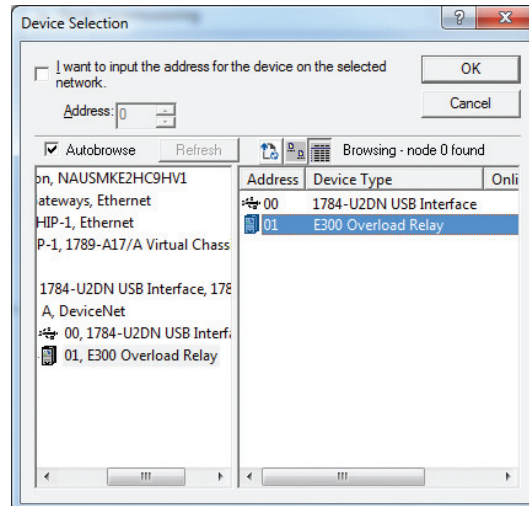 Device Selection
I want to input the address for the device on the selected
network.
OK
Address: 0
Cancel
Autobrowse
Refresh
Browsing - node 0 found
on, NAUSMKE2HC9HV1
ateways, Ethernet
HIP-1, Ethernet
P-1, 1789-A17/A Virtual Chass
1784-U2DN USB Interface, 178
A, DeviceNet
00, 1784-U2DN USB Interf
01, E300 Overload Relay
Address Device Type Onli
00 1784-U2DN USB Interface
01 E300 Overload Relay